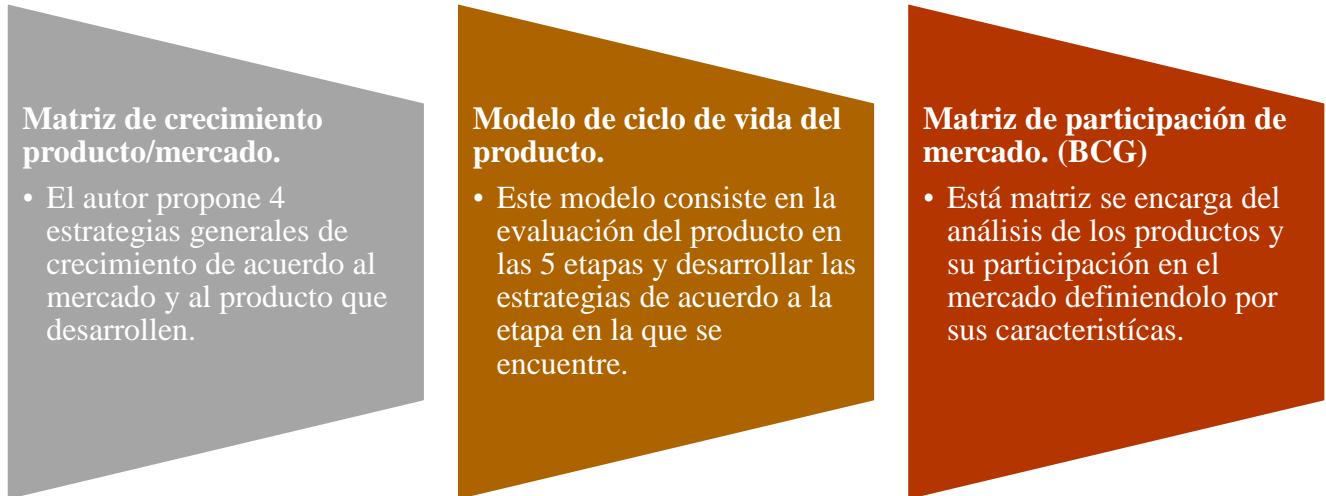 Matriz de crecimiento
producto/mercado.
• El autor propone 4
estrategias generales de
crecimiento de acuerdo al
mercado y al producto que
desarrollen.
Modelo de ciclo de vida del
producto.
• Este modelo consiste en la
evaluación del producto en
las 5 etapas y desarrollar las
estrategias de acuerdo a la
etapa en la que se
encuentre.
Matriz de participación de
mercado. (BCG)
• Está matriz se encarga del
análisis de los productos y
su participación en el
mercado definiendolo por
sus caracteristícas.